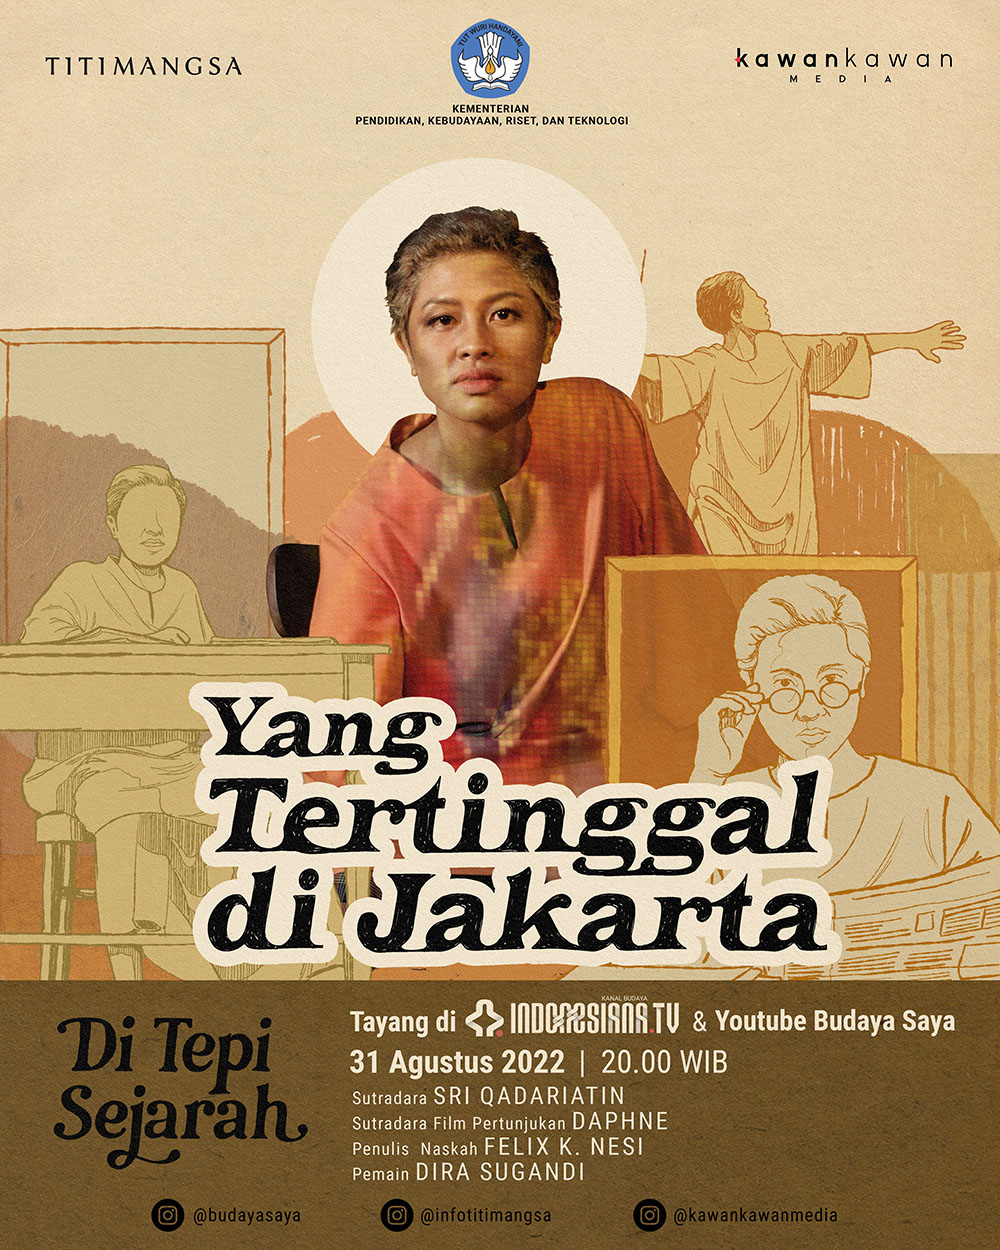 TITIMANGSA
TUT WURI HANDAYANI
KEMENTERIAN
PENDIDIKAN, KEBUDAYAAN, RISET, DAN TEKNOLOGI
kawankawan
MEDIA
Yang
Tertinggal
di Jakarta
Di Tepi
Sejarah
KANAL BUDAYA
Tayang di INDONESIANA.TV & Youtube Budaya Saya
31 Agustus 2022 | 20.00 WIB
Sutradara SRI QADARIATIN
Sutradara Film Pertunjukan DAPHNE
Penulis Naskah FELIX K. NESI
Pemain DIRA SUGANDI
@budayasaya
@infotitimangsa
@kawankawanmedia